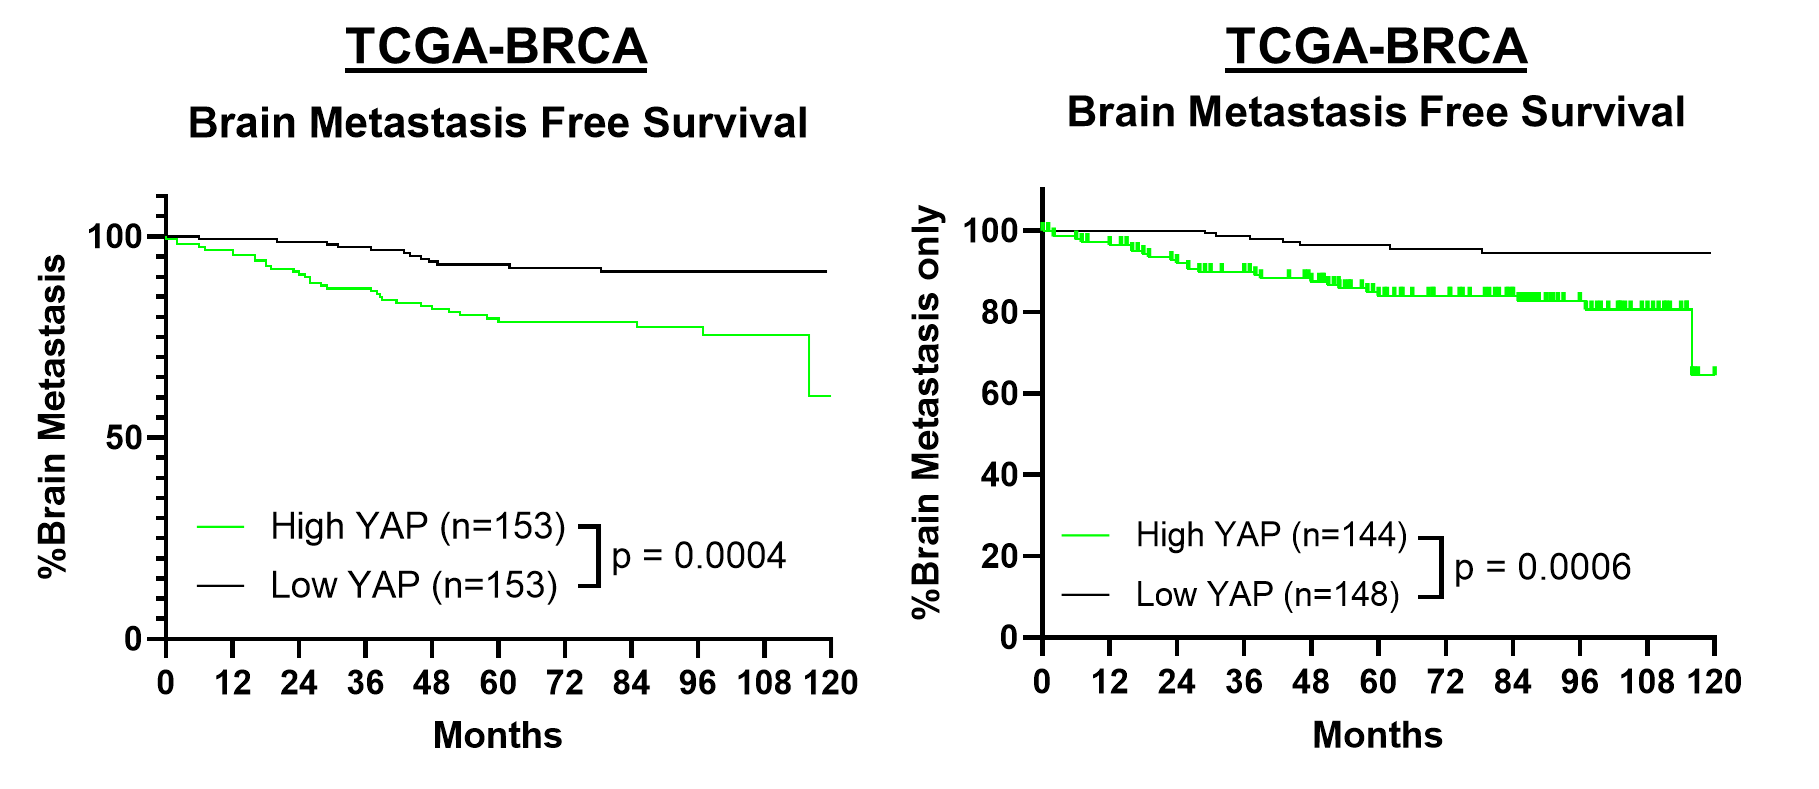 TCGA-BRCA
Brain Metastasis Free Survival
%Brain Metastasis
100
50
0
High YAP (n=153)
Low YAP (n=153)
p = 0.0004
0 12 24 36 48 60 72 84 96 108 120
Months
TCGA-BRCA
Brain Metastasis Free Survival
%Brain Metastasis only
100
80
60
40
20
0
High YAP (n=144)
Low YAP (n=148)
p = 0.0006
0 12 24 36 48 60 72 84 96 108 120
Months